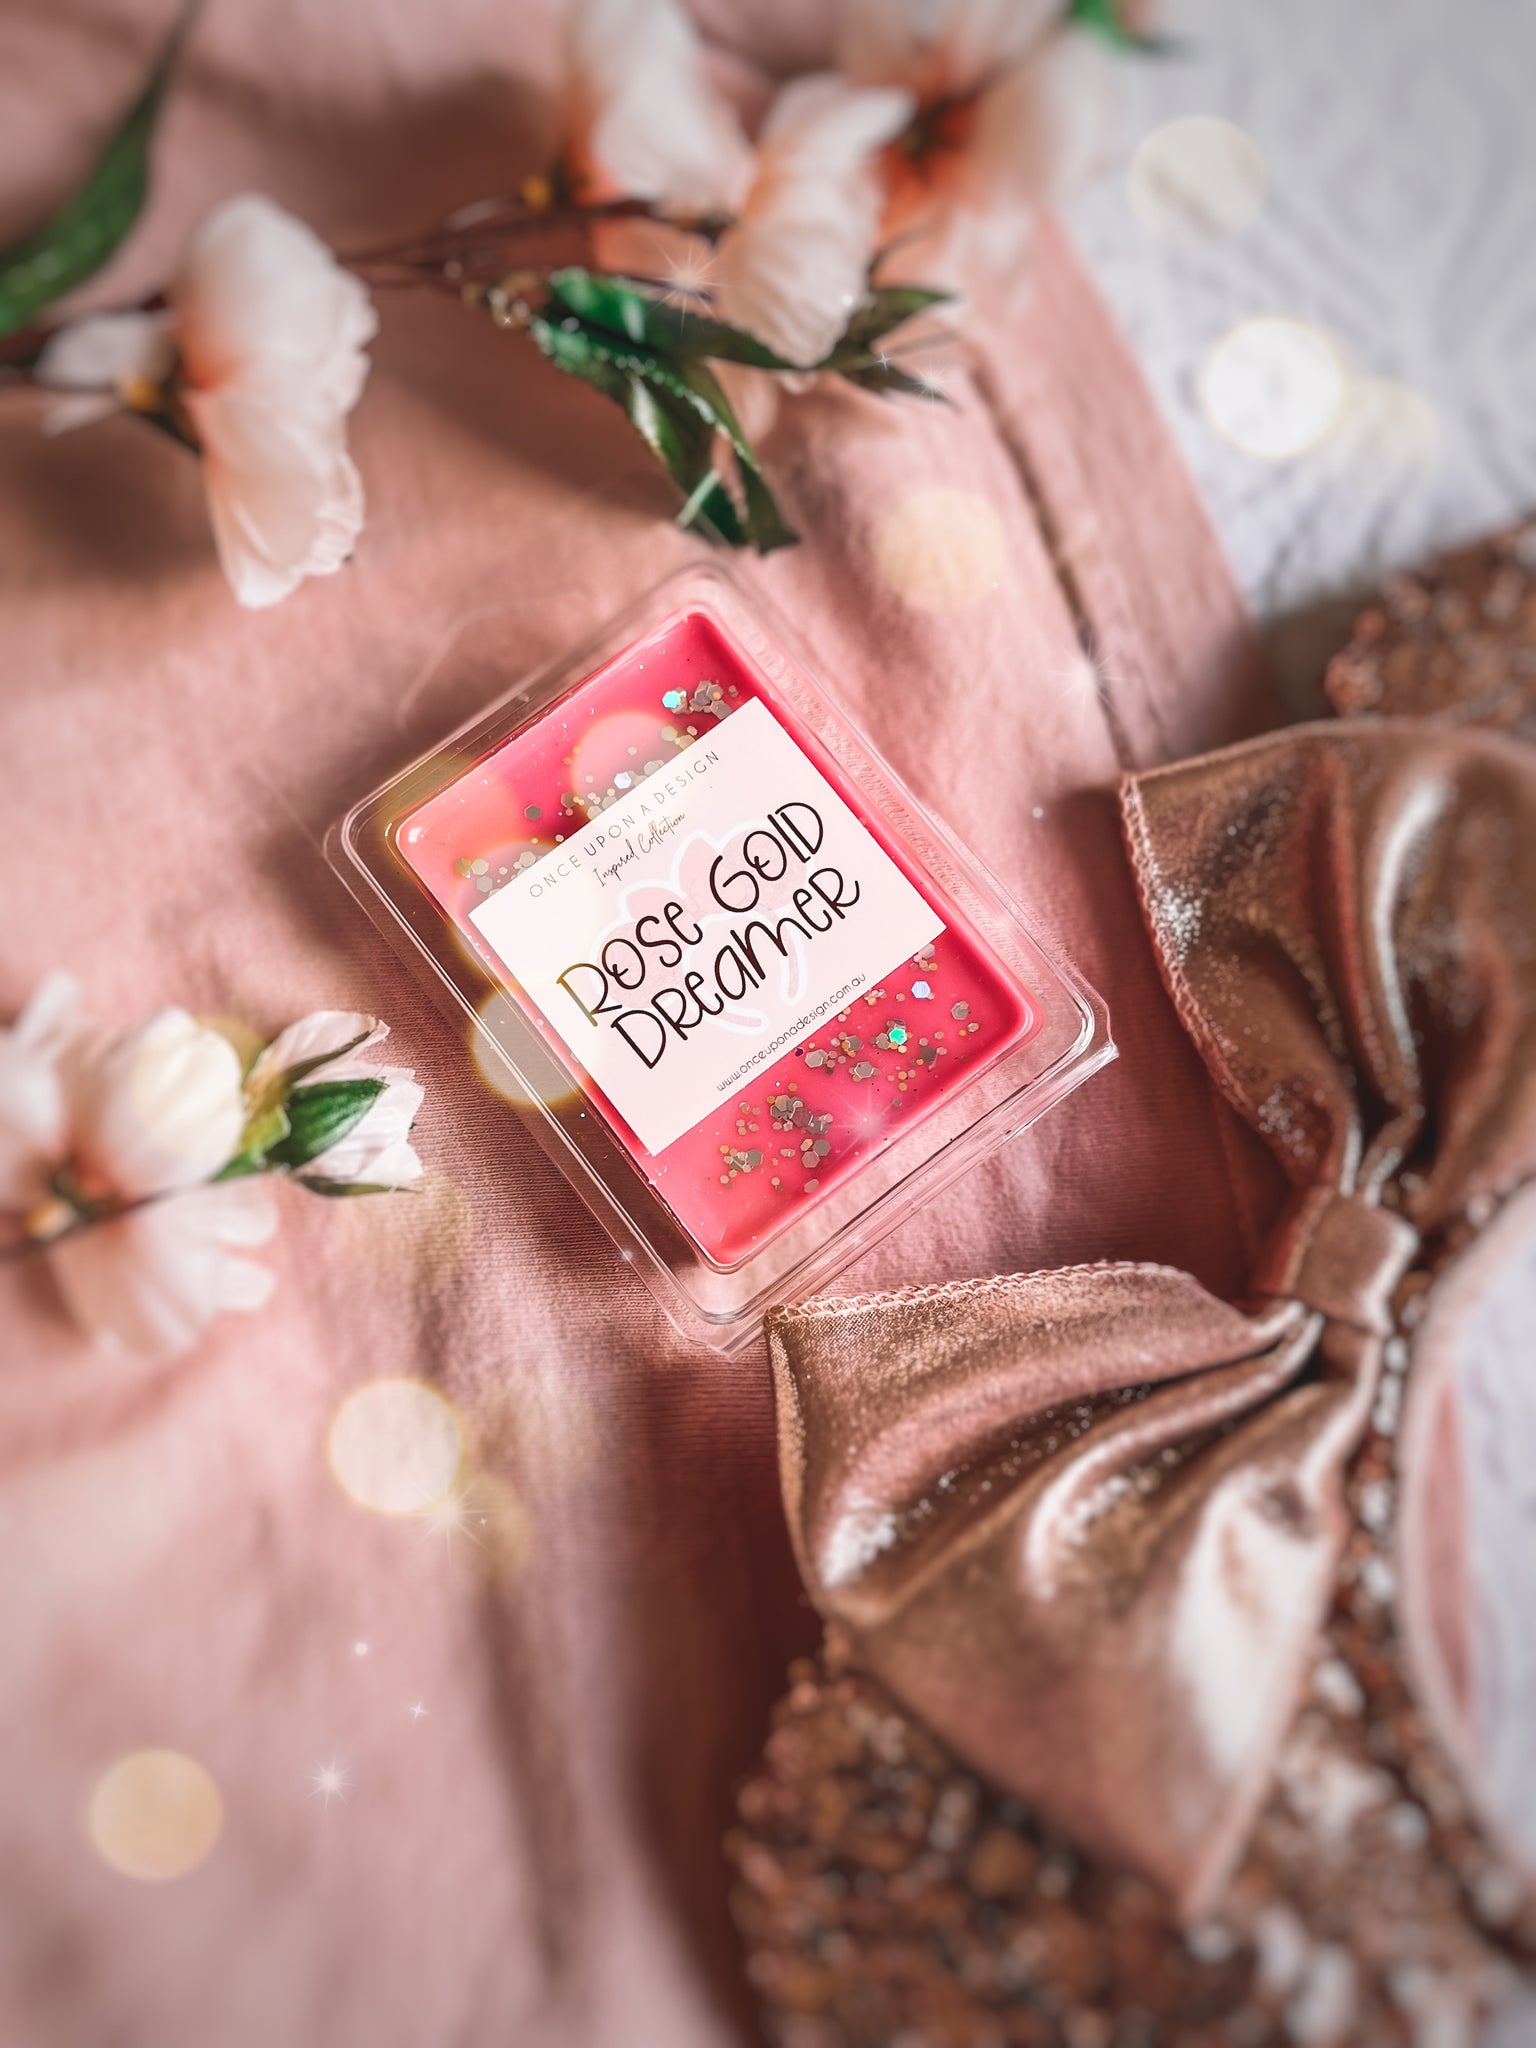 ONCE UPON A DESIGN
Inspired Collection
ROSE GOLD
DREAMER
www.onceuponadesign.com.au